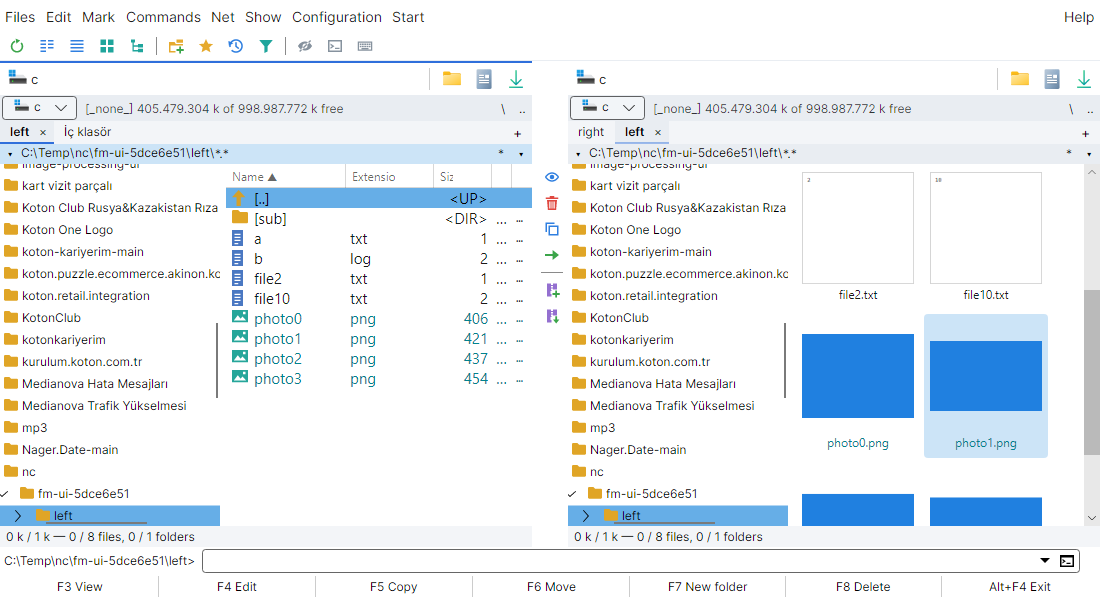 Files Edit Mark Commands Net Show Configuration Start Help
c
c
c [_none_] 405.479.304 k of 998.987.772 k free \ ..
c [_none_] 405.479.304 k of 998.987.772 k free \ ..
left × İç klasör +
right left × +
C:\Temp\nc\fm-ui-5dce6e51\left\*.* *
C:\Temp\nc\fm-ui-5dce6e51\left\*.* *
image-processing-ui
kart vizit parçalı
Koton Club Rusya&Kazakistan Rıza
Koton One Logo
koton-kariyerim-main
koton.puzzle.ecommerce.akinon.kc
koton.retail.integration
KotonClub
kotonkariyerim
kurulum.koton.com.tr
Medianova Hata Mesajları
Medianova Trafik Yükselmesi
mp3
Nager.Date-main
nc
fm-ui-5dce6e51
left
Name Extensio Siz
[..] <UP>
[sub] <DIR> ... ...
a txt 1 ... ...
b log 2 ... ...
file2 txt 1 ... ...
file10 txt 2 ... ...
photo0 png 406 ... ...
photo1 png 421 ... ...
photo2 png 437 ... ...
photo3 png 454 ... ...
image-processing-ui
kart vizit parçalı
Koton Club Rusya&Kazakistan Rıza
Koton One Logo
koton-kariyerim-main
koton.puzzle.ecommerce.akinon.kc
koton.retail.integration
KotonClub
kotonkariyerim
kurulum.koton.com.tr
Medianova Hata Mesajları
Medianova Trafik Yükselmesi
mp3
Nager.Date-main
nc
fm-ui-5dce6e51
left
2 10
file2.txt file10.txt
photo0.png photo1.png
0 k / 1 k — 0 / 8 files, 0 / 1 folders
0 k / 1 k — 0 / 8 files, 0 / 1 folders
C:\Temp\nc\fm-ui-5dce6e51\left>
F3 View F4 Edit F5 Copy F6 Move F7 New folder F8 Delete Alt+F4 Exit